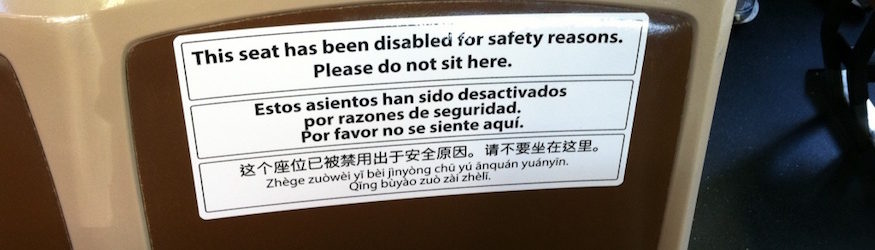 This seat has been disabled for safety reasons.
Please do not sit here.
Estos asientos han sido desactivados
por razones de seguridad.
Por favor no se siente aquí.
这个座位已被禁用出于安全原因。请不要坐在这里。
Zhège zuòwèi yǐ bèi jìnyòng chū yú ānquán yuányīn.
Qǐng bùyào zuò zài zhèlǐ.